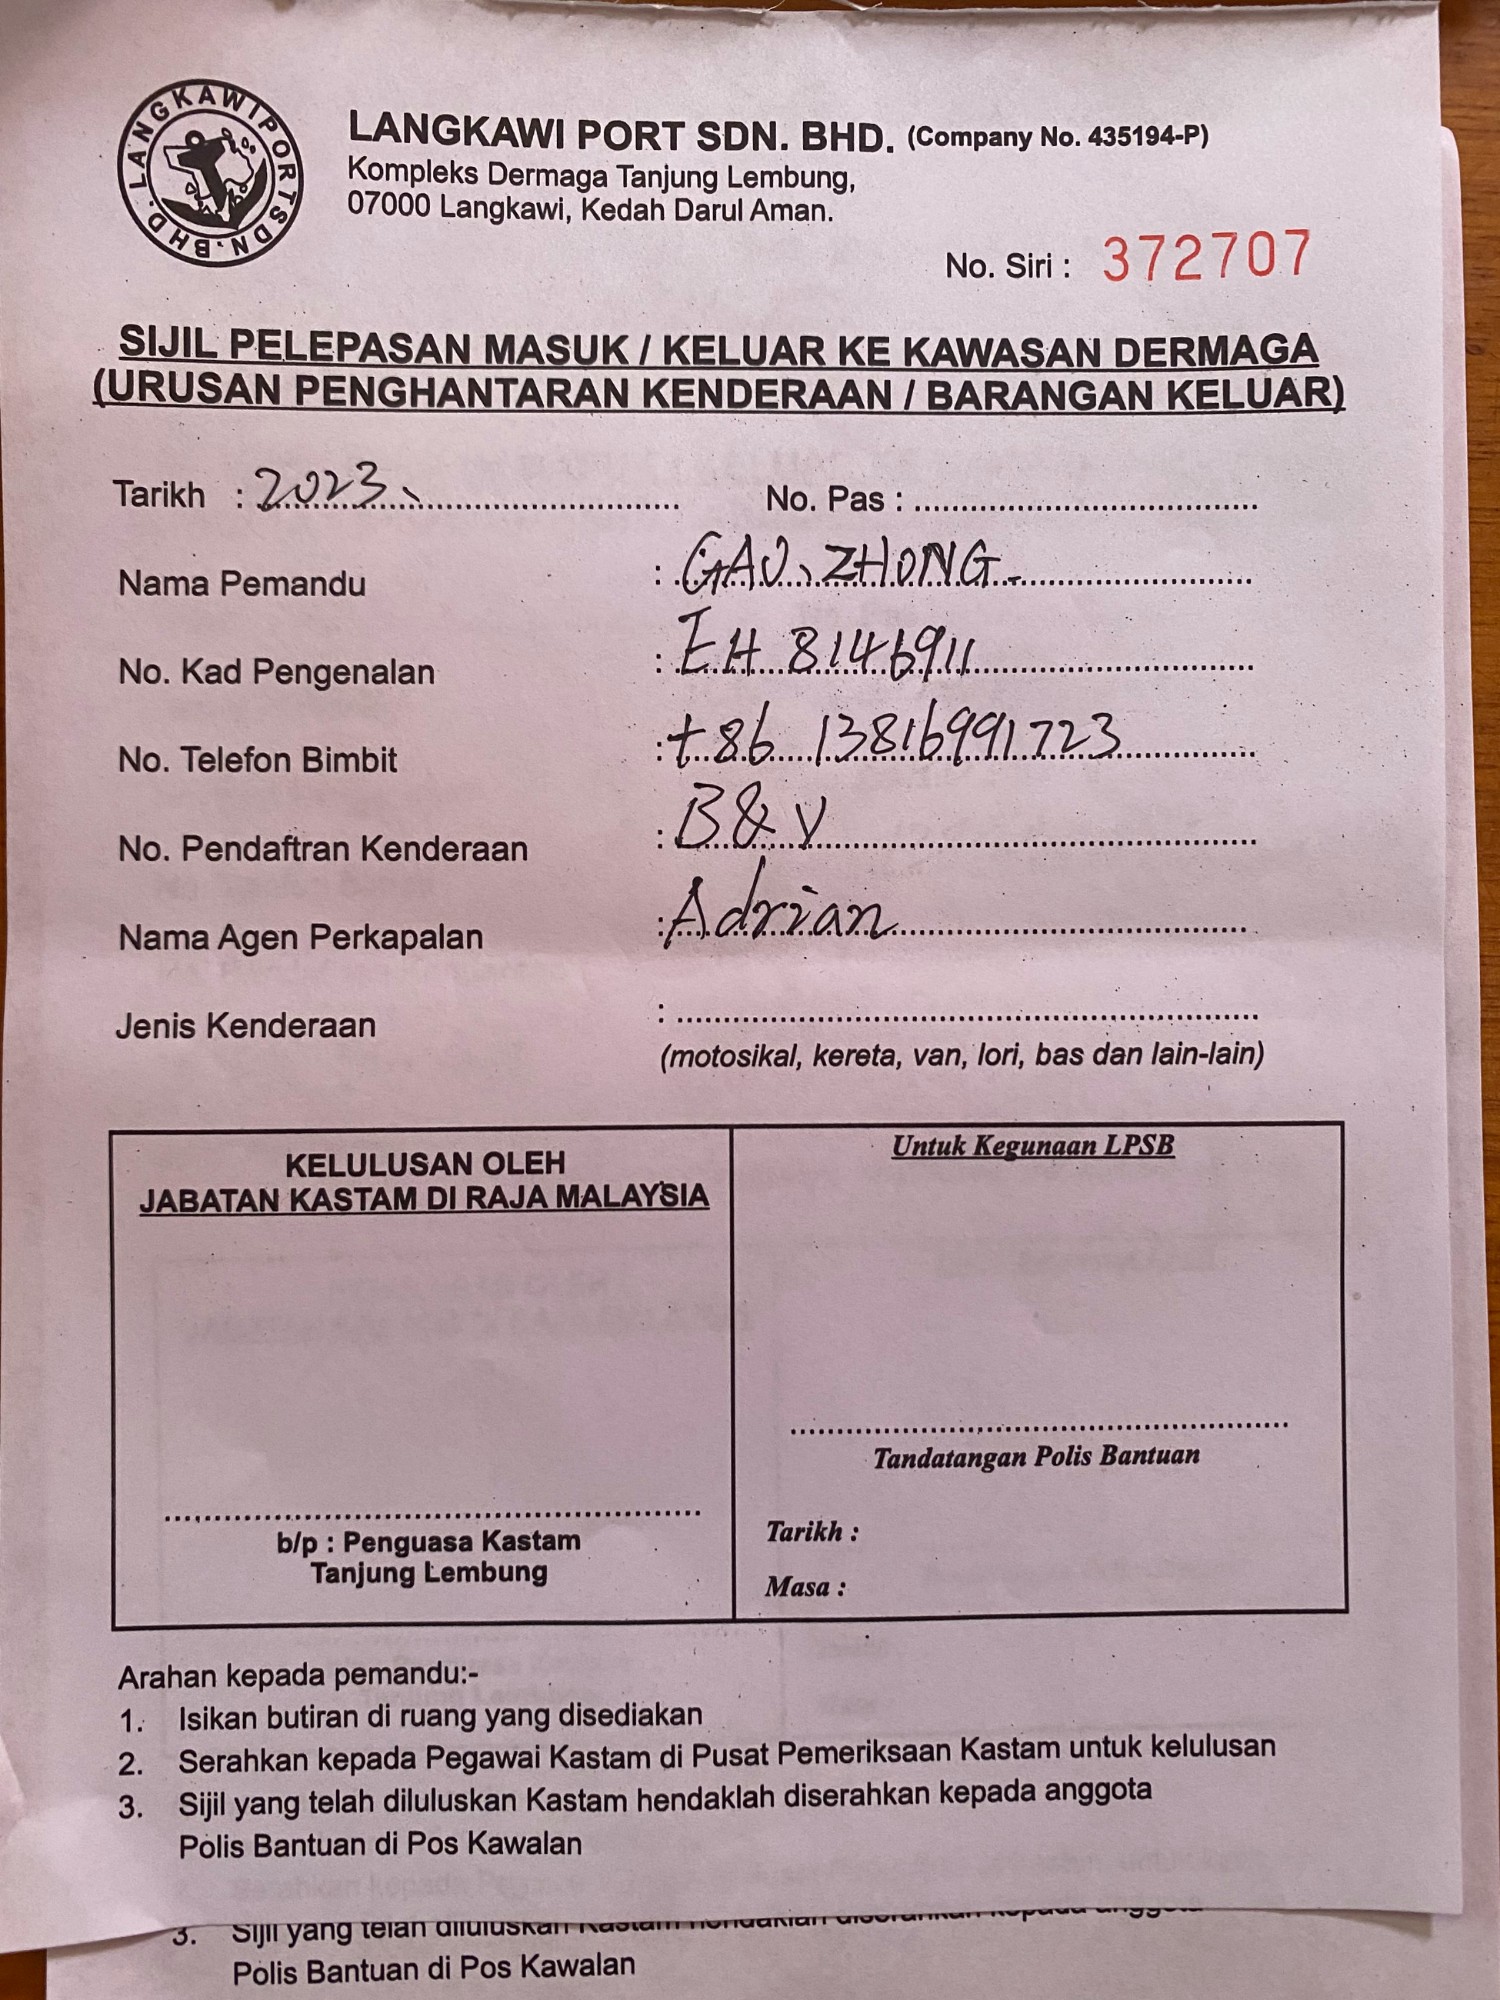 LANGKAWI PORT SDN. BHD.
LANGKAWI PORT SDN. BHD. (Company No. 435194-P)
Kompleks Dermaga Tanjung Lembung,
07000 Langkawi, Kedah Darul Aman.
No. Siri : 372707
SIJIL PELEPASAN MASUK / KELUAR KE KAWASAN DERMAGA
(URUSAN PENGHANTARAN KENDERAAN / BARANGAN KELUAR)
Tarikh : 2023、 No. Pas :
Nama Pemandu : GAO、ZHONG
No. Kad Pengenalan : EH 8146911
No. Telefon Bimbit : +86 13816991723
No. Pendaftran Kenderaan : B&V
Nama Agen Perkapalan : Adrian
Jenis Kenderaan :
(motosikal, kereta, van, lori, bas dan lain-lain)
KELULUSAN OLEH
JABATAN KASTAM DI RAJA MALAYSIA
b/p : Penguasa Kastam
Tanjung Lembung
Untuk Kegunaan LPSB
Tandatangan Polis Bantuan
Tarikh :
Masa :
Arahan kepada pemandu:-
1. Isikan butiran di ruang yang disediakan
2. Serahkan kepada Pegawai Kastam di Pusat Pemeriksaan Kastam untuk kelulusan
3. Sijil yang telah diluluskan Kastam hendaklah diserahkan kepada anggota
Polis Bantuan di Pos Kawalan
3. Sijil yang telah diluluskan Kastam hendaklah diserahkan kepada anggota
Polis Bantuan di Pos Kawalan